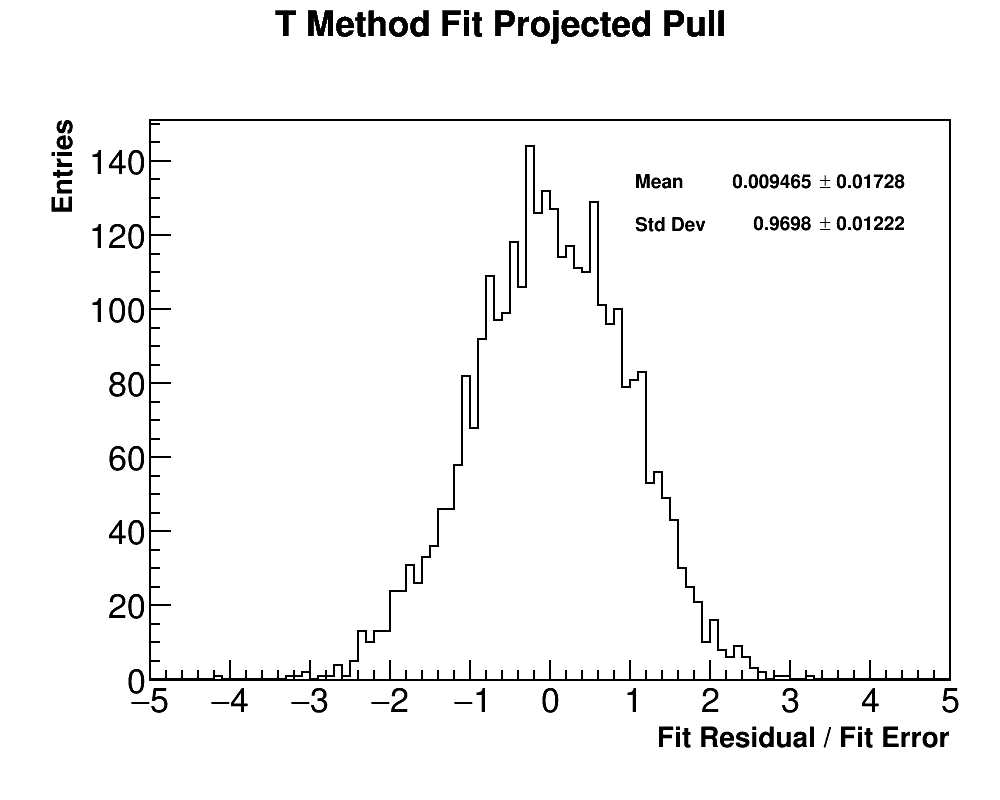 T Method Fit Projected Pull
Entries
Mean 0.009465 ± 0.01728
Std Dev 0.9698 ± 0.01222
140
120
100
80
60
40
20
0
−5 −4 −3 −2 −1 0 1 2 3 4 5
Fit Residual / Fit Error